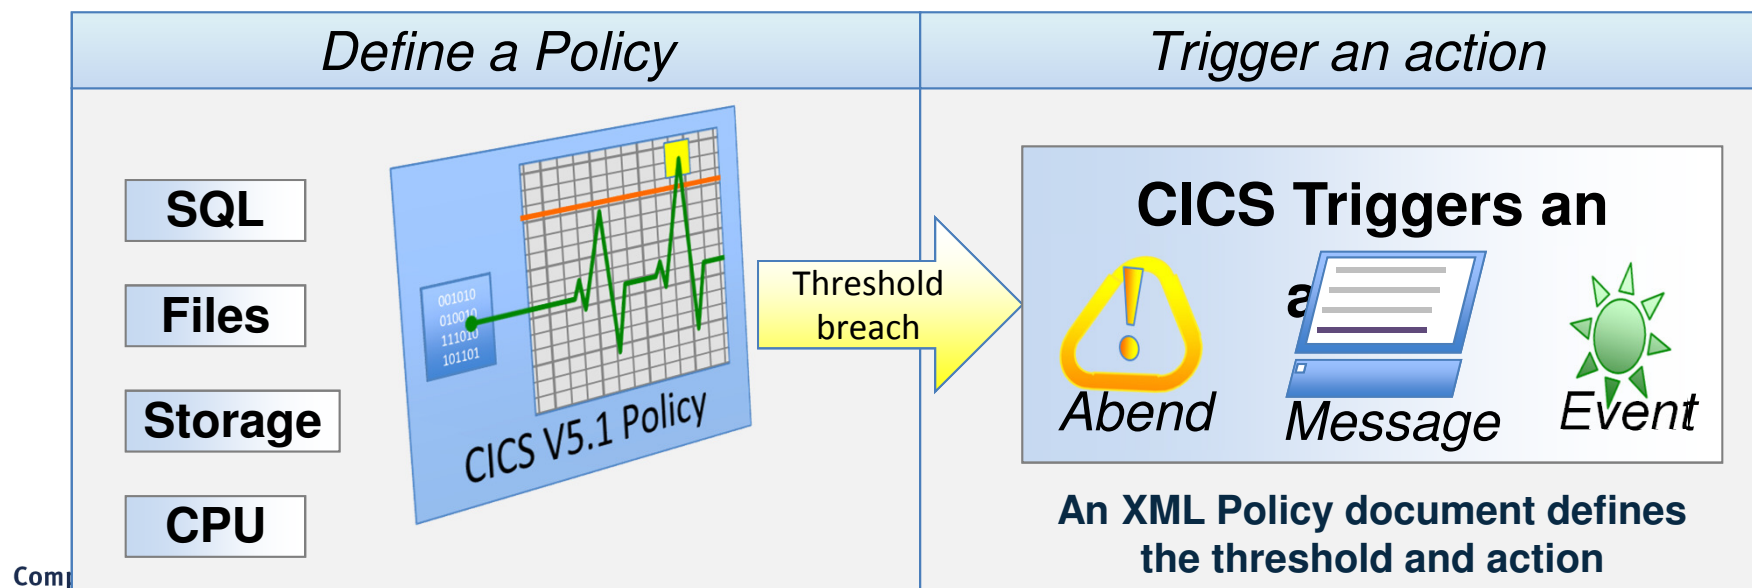 Define a Policy
Trigger an action
SQL
Files
Storage
CPU
001010
010010
111010
101101
CICS V5.1 Policy
Threshold
breach
CICS Triggers an
Abend
Message
Event
An XML Policy document defines
the threshold and action